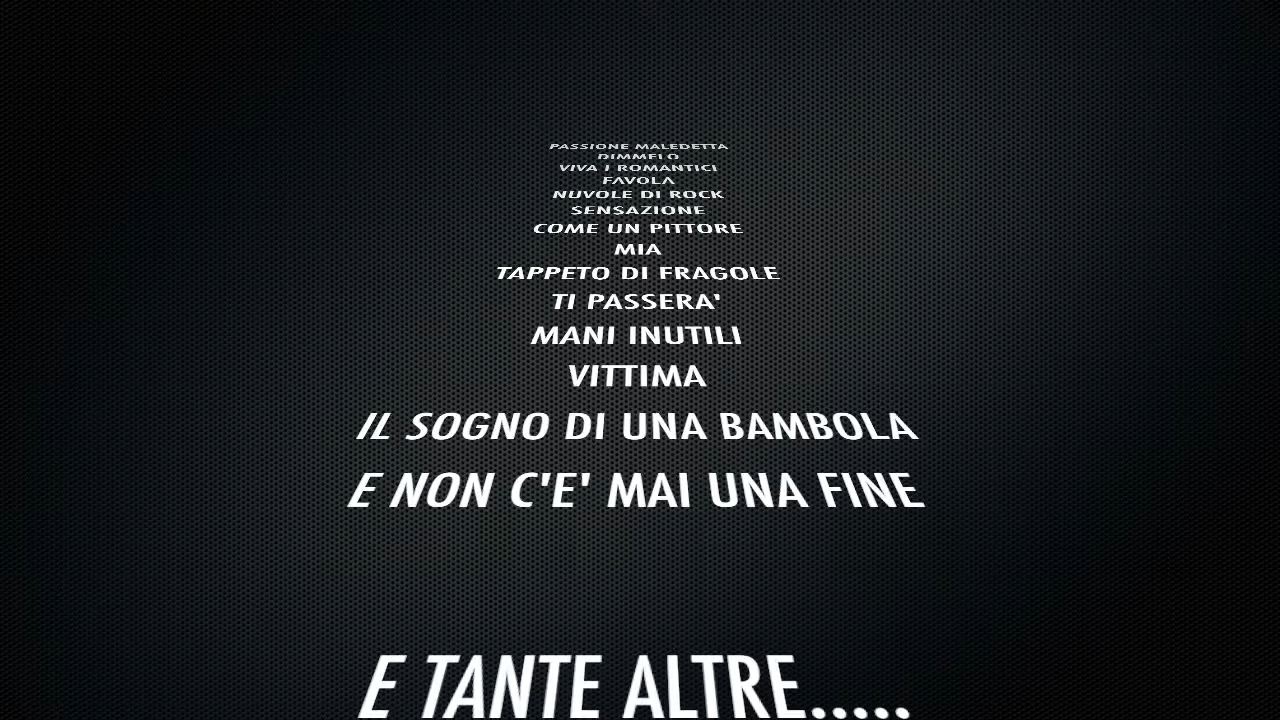 PASSIONE MALEDETTA
DIMMELO
VIVA I ROMANTICI
FAVOLA
NUVOLE DI ROCK
SENSAZIONE
COME UN PITTORE
MIA
TAPPETO DI FRAGOLE
TI PASSERA'
MANI INUTILI
VITTIMA
IL SOGNO DI UNA BAMBOLA
E NON C'E' MAI UNA FINE
E TANTE ALTRE.....